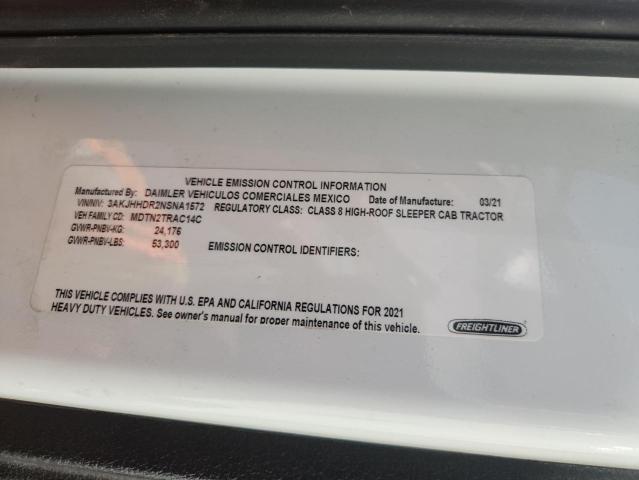 VEHICLE EMISSION CONTROL INFORMATION
Manufactured By: DAIMLER VEHICULOS COMERCIALES MEXICO Date of Manufacture: 03/21
VIN/NIV: 3AKJHHDR2NSNA1572 REGULATORY CLASS: CLASS 8 HIGH-ROOF SLEEPER CAB TRACTOR
VEH FAMILY CD: MDTN2TRAC14C
GVWR-PNBV-KG: 24,176
GVWR-PNBV-LBS: 53,300 EMISSION CONTROL IDENTIFIERS:
THIS VEHICLE COMPLIES WITH U.S. EPA AND CALIFORNIA REGULATIONS FOR 2021
HEAVY DUTY VEHICLES. See owner's manual for proper maintenance of this vehicle.
FREIGHTLINER